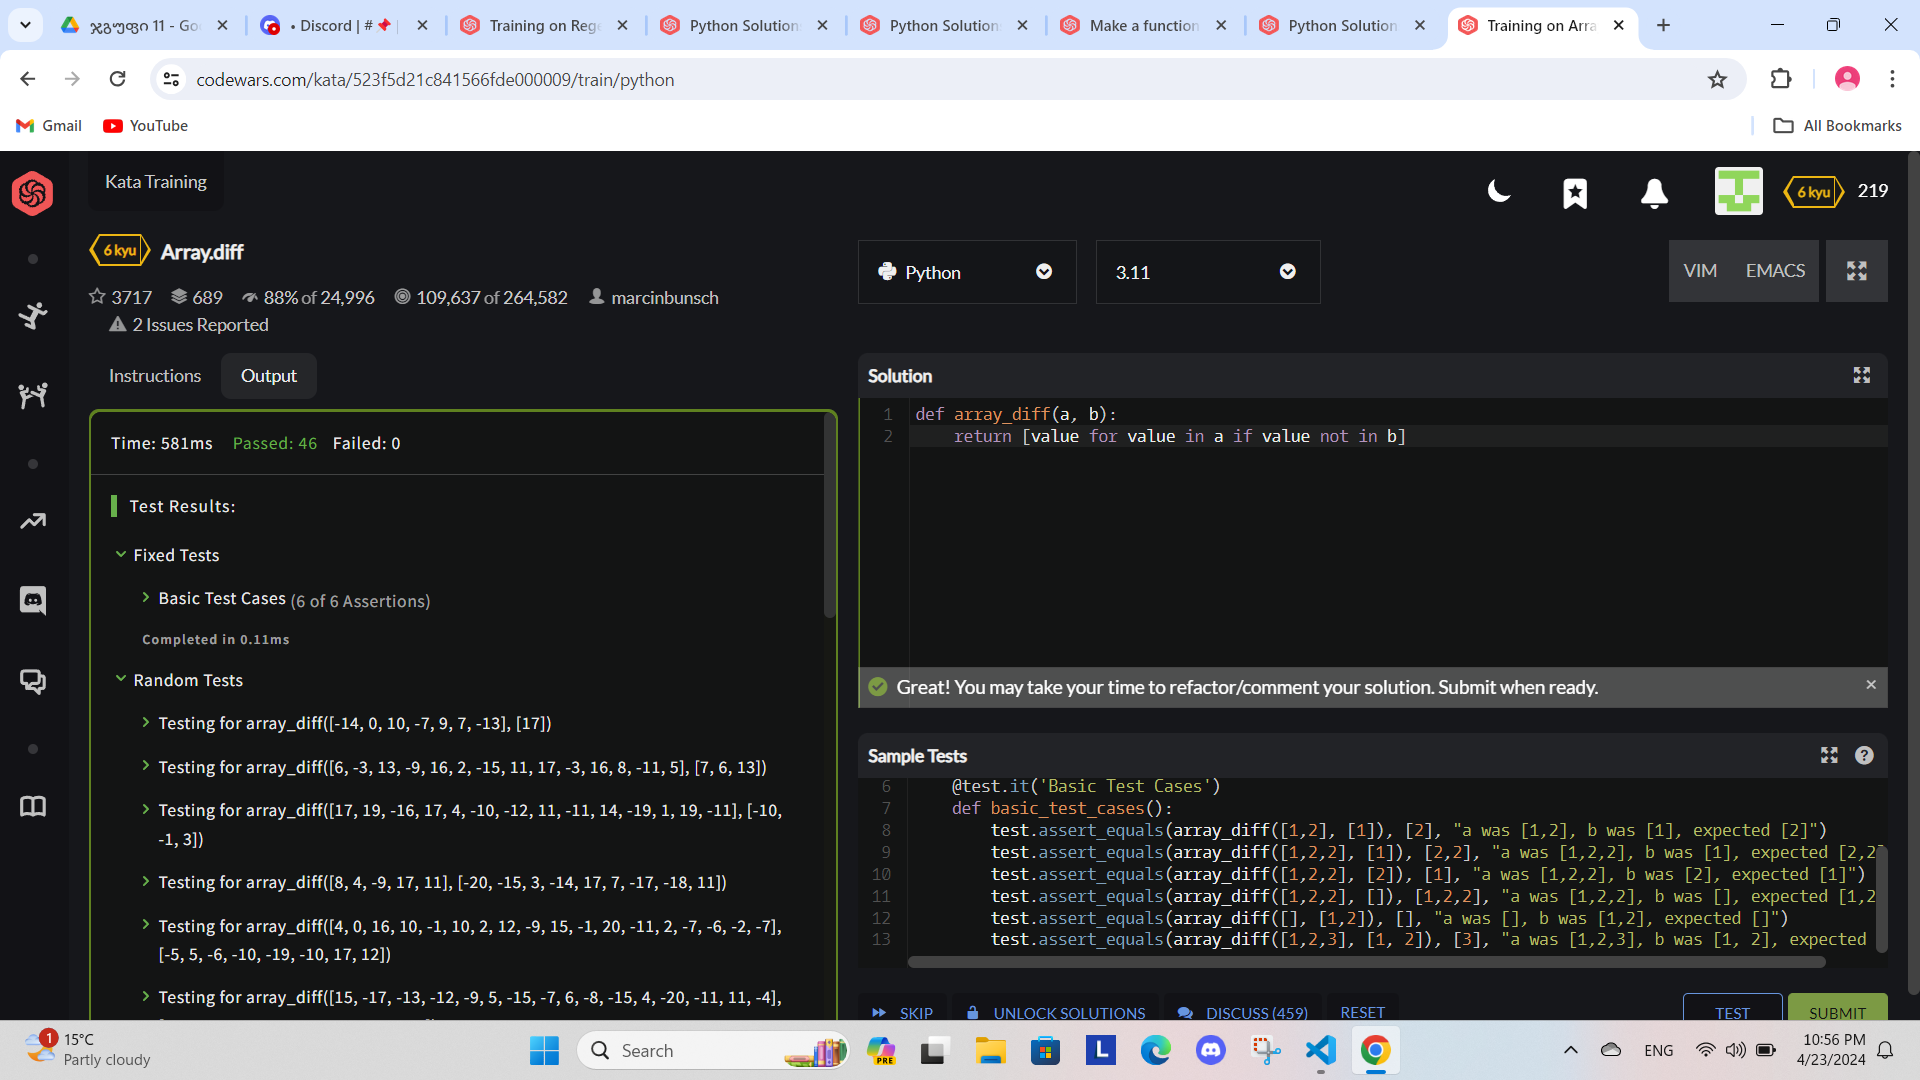 ჯგუფი 11 - Go
• Discord | # 📌 |
Training on Reg
Python Solution
Python Solution
Make a function
Python Solution
Training on Arra
codewars.com/kata/523f5d21c841566fde000009/train/python
Gmail
YouTube
All Bookmarks
Kata Training
6 kyu
219
6 kyu
Array.diff
3717
689
88% of 24,996
109,637 of 264,582
marcinbunsch
2 Issues Reported
Python
3.11
VIM
EMACS
Instructions
Output
Time: 581ms Passed: 46 Failed: 0
Test Results:
Fixed Tests
Basic Test Cases (6 of 6 Assertions)
Completed in 0.11ms
Random Tests
Testing for array_diff([-14, 0, 10, -7, 9, 7, -13], [17])
Testing for array_diff([6, -3, 13, -9, 16, 2, -15, 11, 17, -3, 16, 8, -11, 5], [7, 6, 13])
Testing for array_diff([17, 19, -16, 17, 4, -10, -12, 11, -11, 14, -19, 1, 19, -11], [-10,
-1, 3])
Testing for array_diff([8, 4, -9, 17, 11], [-20, -15, 3, -14, 17, 7, -17, -18, 11])
Testing for array_diff([4, 0, 16, 10, -1, 10, 2, 12, -9, 15, -1, 20, -11, 2, -7, -6, -2, -7],
[-5, 5, -6, -10, -19, -10, 17, 12])
Testing for array_diff([15, -17, -13, -12, -9, 5, -15, -7, 6, -8, -15, 4, -20, -11, 11, -4],
Solution
1 def array_diff(a, b):
2     return [value for value in a if value not in b]
Great! You may take your time to refactor/comment your solution. Submit when ready.
Sample Tests
6     @test.it('Basic Test Cases')
7     def basic_test_cases():
8         test.assert_equals(array_diff([1,2], [1]), [2], "a was [1,2], b was [1], expected [2]")
9         test.assert_equals(array_diff([1,2,2], [1]), [2,2], "a was [1,2,2], b was [1], expected [2,2
10         test.assert_equals(array_diff([1,2,2], [2]), [1], "a was [1,2,2], b was [2], expected [1]")
11         test.assert_equals(array_diff([1,2,2], []), [1,2,2], "a was [1,2,2], b was [], expected [1,2
12         test.assert_equals(array_diff([], [1,2]), [], "a was [], b was [1,2], expected []")
13         test.assert_equals(array_diff([1,2,3], [1, 2]), [3], "a was [1,2,3], b was [1, 2], expected
SKIP
UNLOCK SOLUTIONS
DISCUSS (459)
RESET
TEST
SUBMIT
1
15°C
Partly cloudy
Search
PRE
L
ENG
10:56 PM
4/23/2024